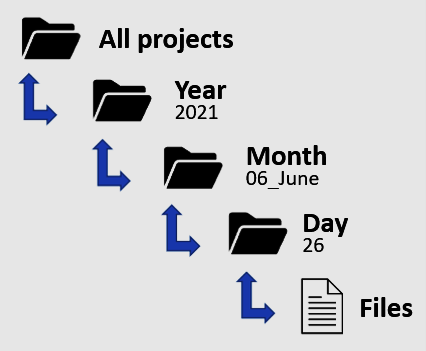 All projects
Year
2021
Month
06_June
Day
26
Files